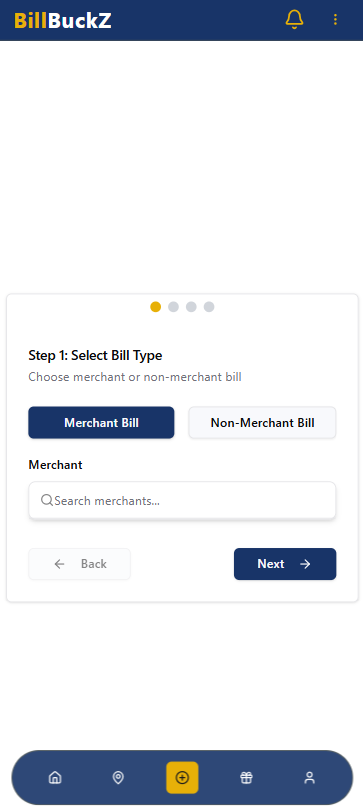 BillBuckZ
Step 1: Select Bill Type
Choose merchant or non-merchant bill
Merchant Bill
Non-Merchant Bill
Merchant
Search merchants...
Back
Next